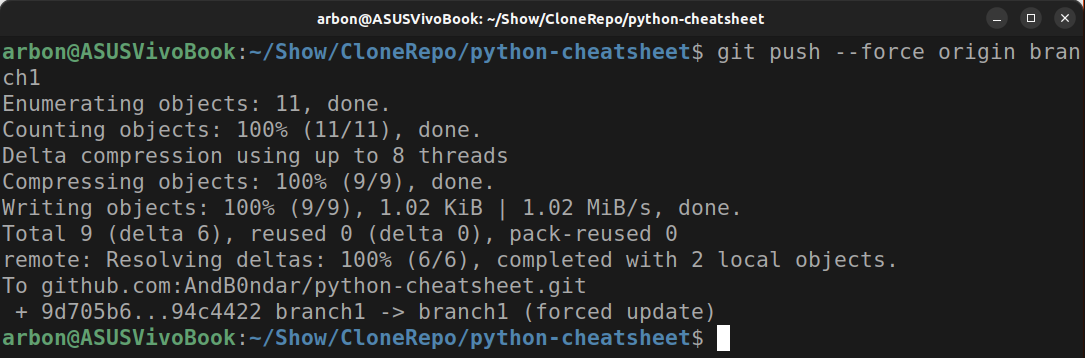 arbon@ASUSVivoBook: ~/Show/CloneRepo/python-cheatsheet
arbon@ASUSVivoBook:~/Show/CloneRepo/python-cheatsheet$ git push --force origin bran
ch1
Enumerating objects: 11, done.
Counting objects: 100% (11/11), done.
Delta compression using up to 8 threads
Compressing objects: 100% (9/9), done.
Writing objects: 100% (9/9), 1.02 KiB | 1.02 MiB/s, done.
Total 9 (delta 6), reused 0 (delta 0), pack-reused 0
remote: Resolving deltas: 100% (6/6), completed with 2 local objects.
To github.com:AndB0ndar/python-cheatsheet.git
 + 9d705b6...94c4422 branch1 -> branch1 (forced update)
arbon@ASUSVivoBook:~/Show/CloneRepo/python-cheatsheet$